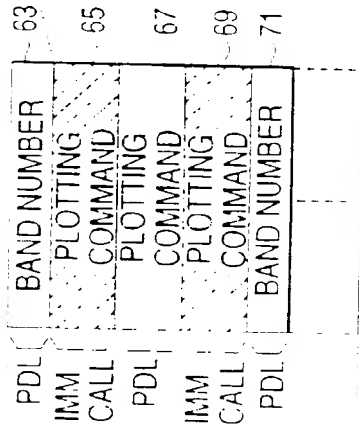 PDL BAND NUMBER 63
IMM PLOTTING 65
CALL COMMAND
PDL PLOTTING 67
COMMAND
IMM PLOTTING 69
CALL COMMAND
PDL BAND NUMBER 71